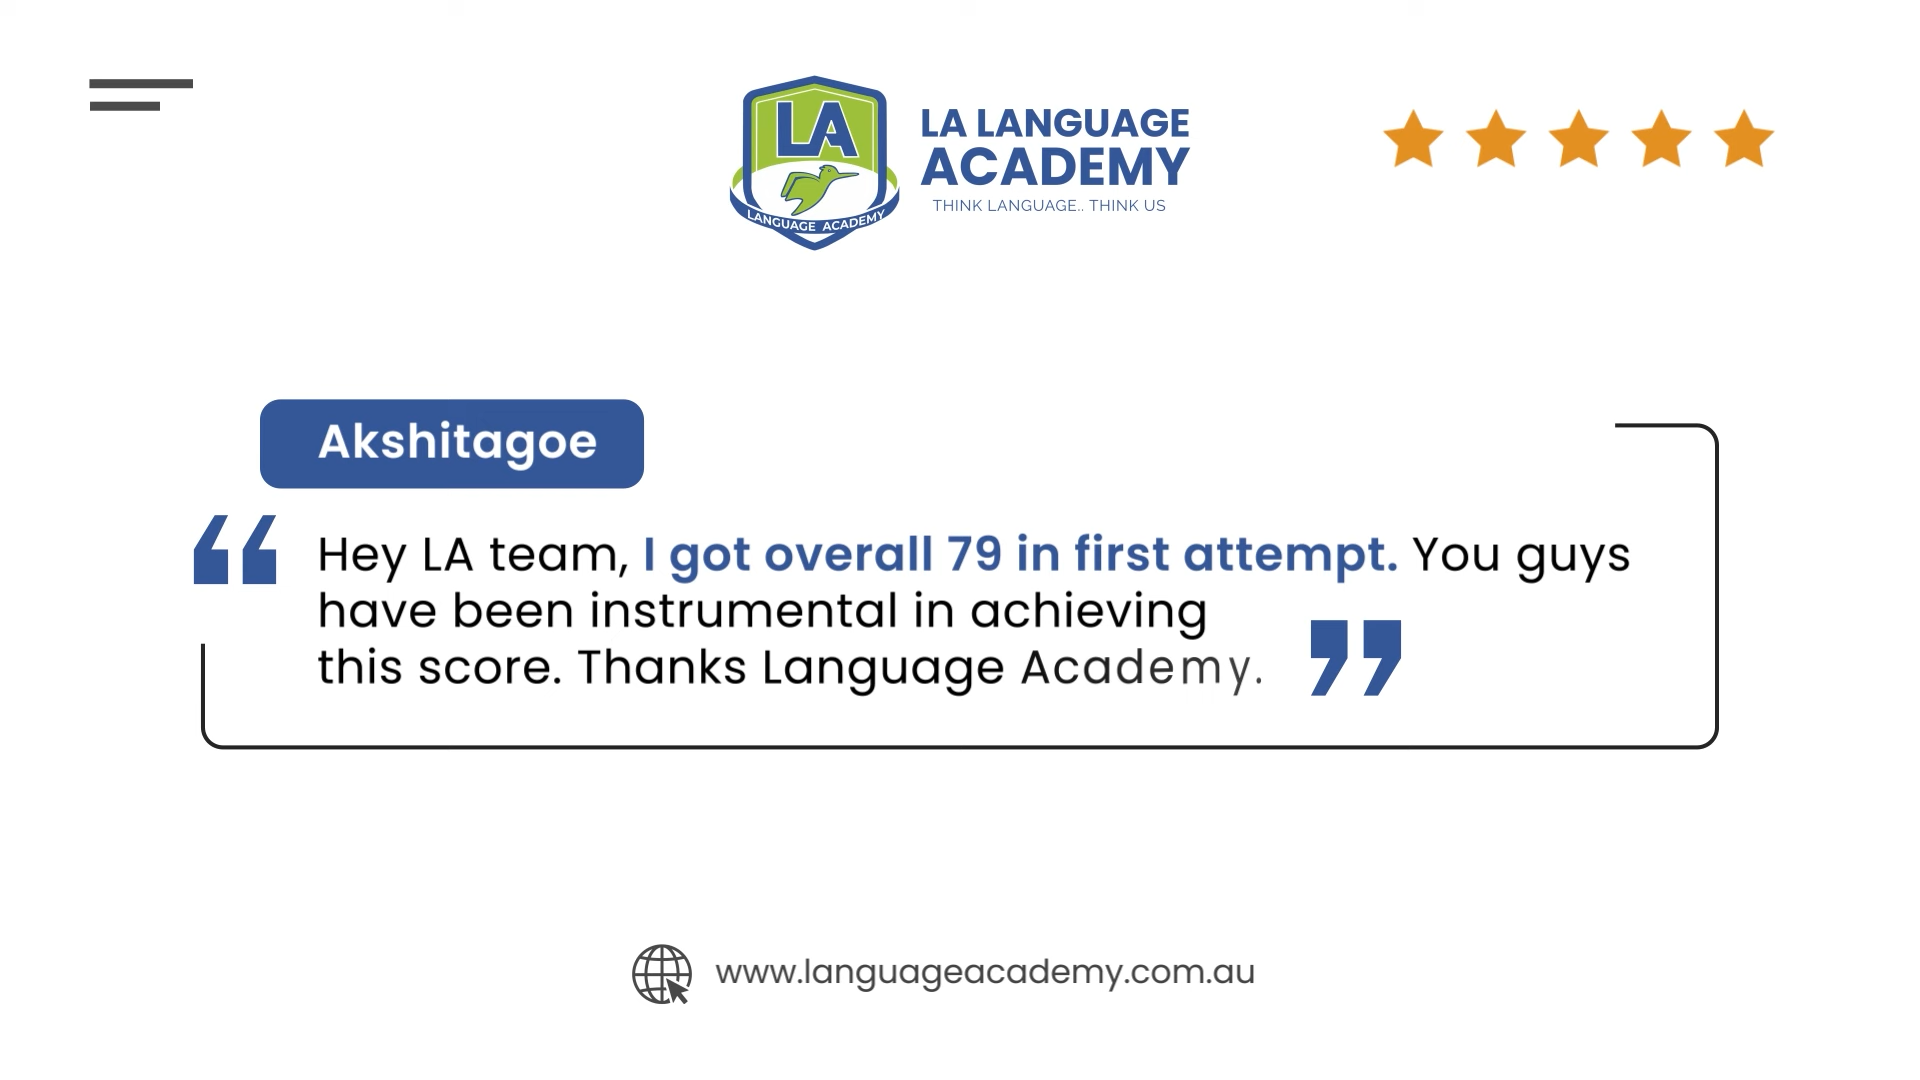 LA
LANGUAGE ACADEMY
LA LANGUAGE
ACADEMY
THINK LANGUAGE.. THINK US
Akshitagoe
“ Hey LA team, I got overall 79 in first attempt. You guys
have been instrumental in achieving
this score. Thanks Language Academy. ”
www.languageacademy.com.au